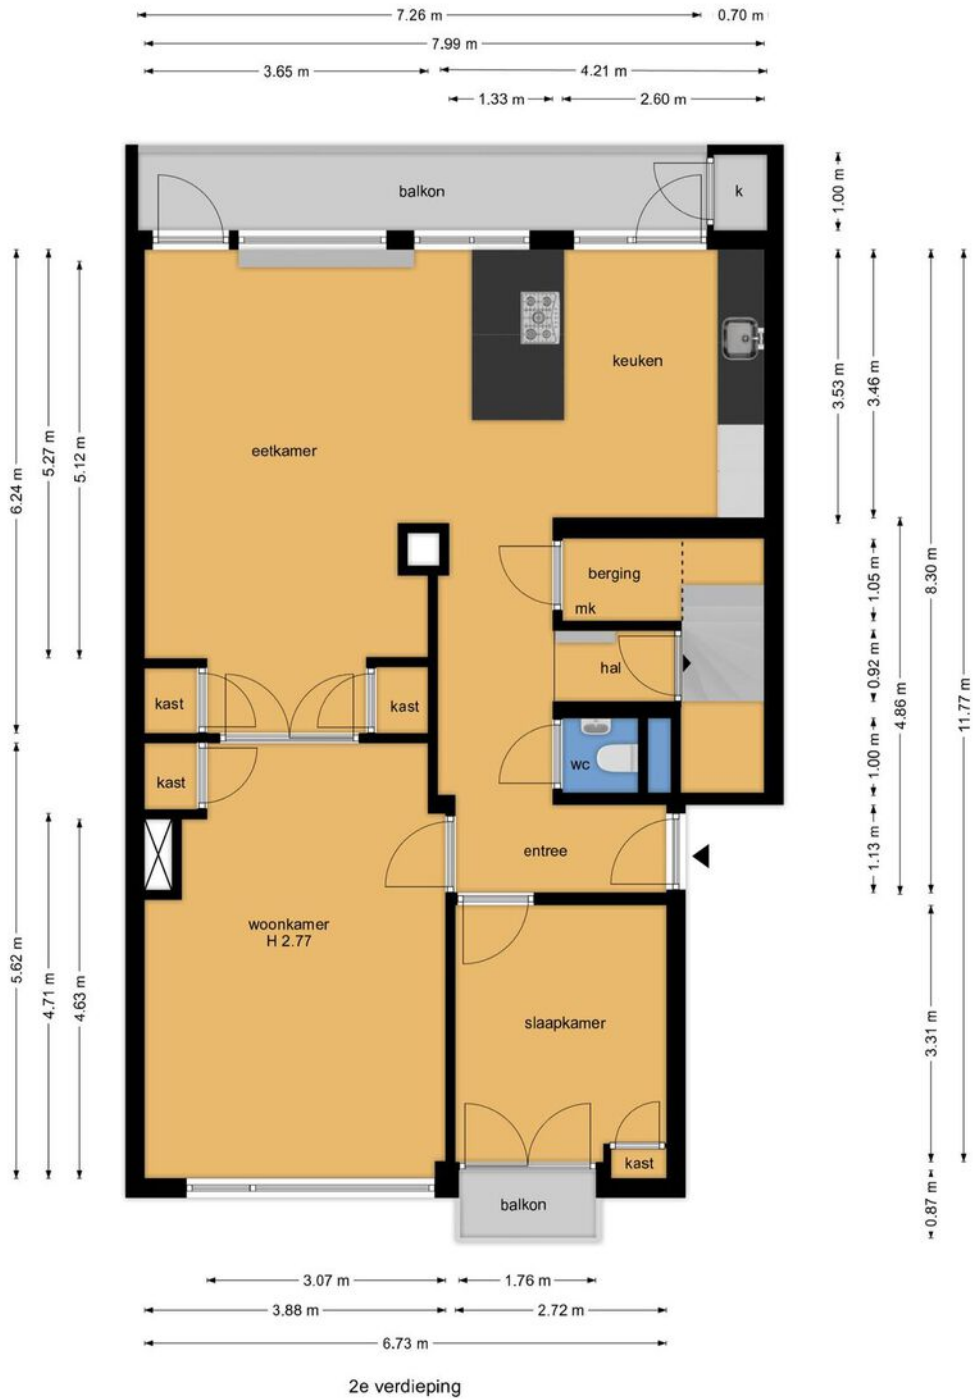 7.26 m
0.70 m
7.99 m
3.65 m
4.21 m
1.33 m
2.60 m
balkon
k
1.00 m
keuken
eetkamer
6.24 m
5.27 m
5.12 m
3.53 m
3.46 m
8.30 m
11.77 m
berging
mk
1.05 m
hal
0.92 m
4.86 m
kast
kast
kast
wc
1.00 m
entree
1.13 m
woonkamer
H 2.77
5.62 m
4.71 m
4.63 m
slaapkamer
3.31 m
kast
balkon
0.87 m
3.07 m
1.76 m
3.88 m
2.72 m
6.73 m
2e verdieping